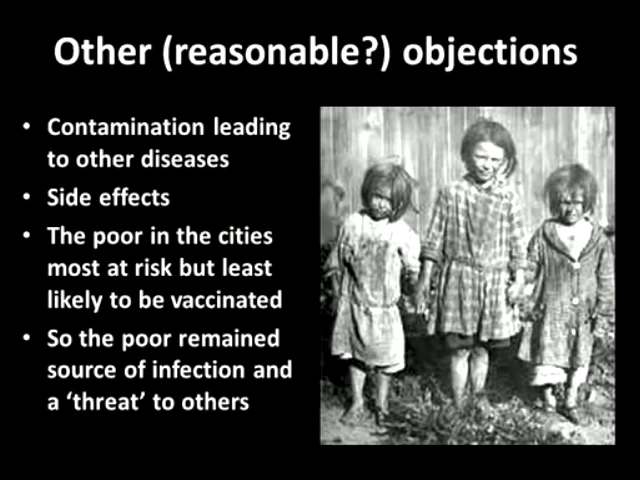 Other (reasonable?) objections
• Contamination leading
to other diseases
• Side effects
• The poor in the cities
most at risk but least
likely to be vaccinated
• So the poor remained
source of infection and
a ‘threat’ to others